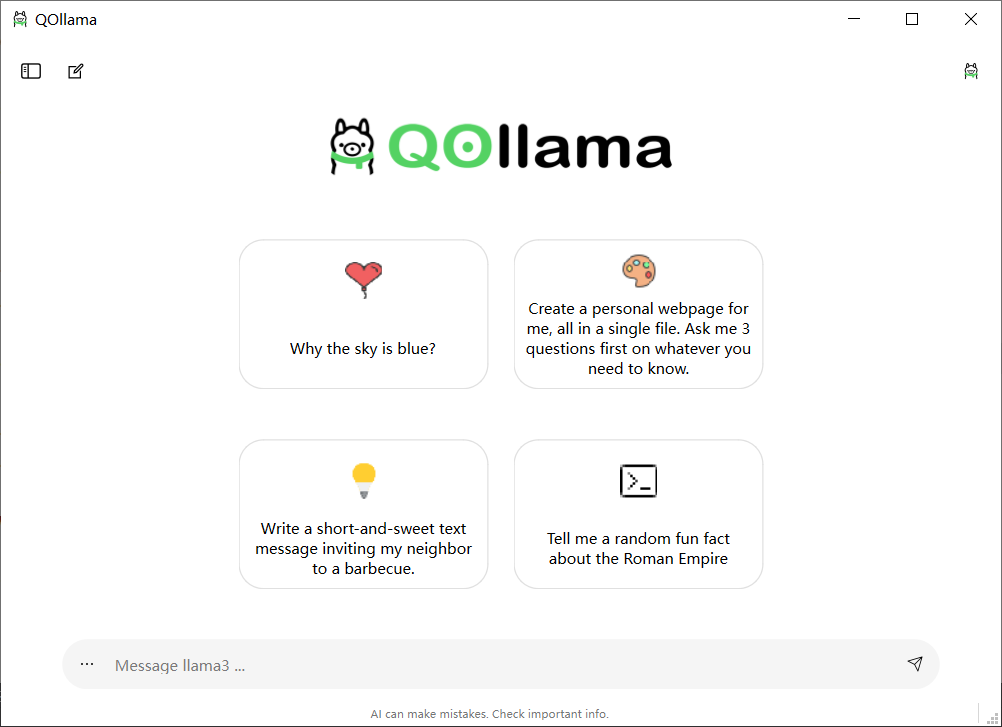 QOllama
QOllama
Why the sky is blue?
Create a personal webpage for
me, all in a single file. Ask me 3
questions first on whatever you
need to know.
Write a short-and-sweet text
message inviting my neighbor
to a barbecue.
Tell me a random fun fact
about the Roman Empire
Message llama3 ...
AI can make mistakes. Check important info.